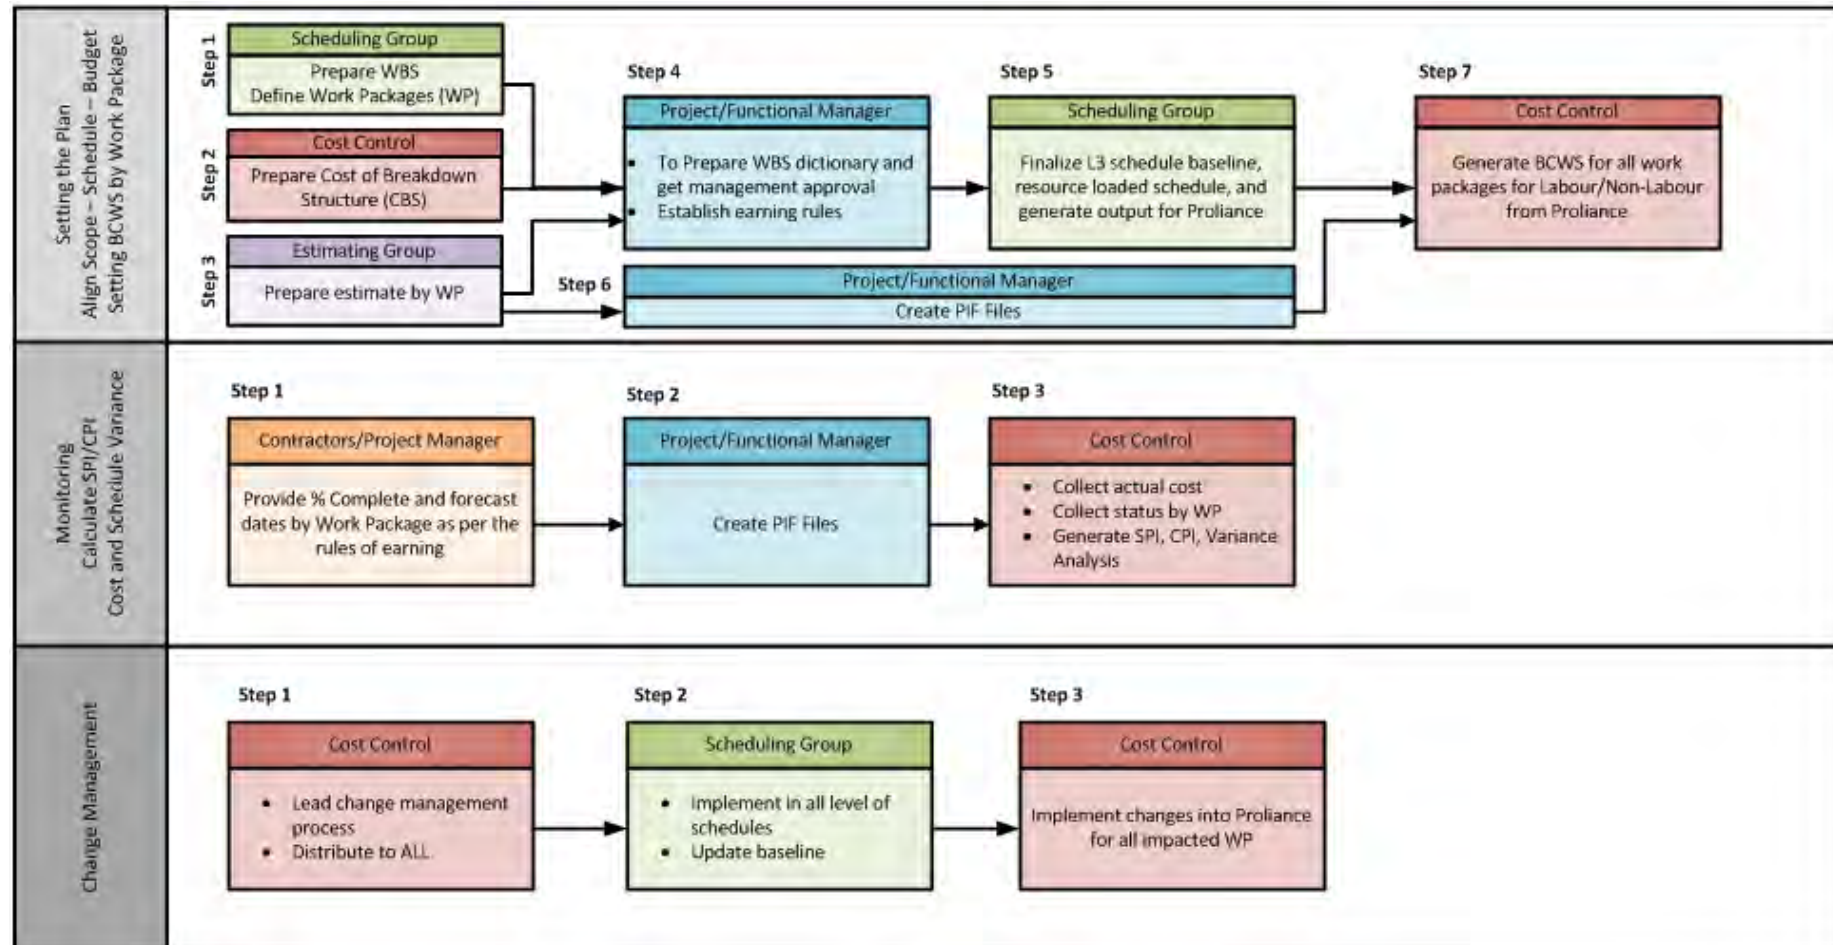 Setting the Plan
Align Scope – Schedule – Budget
Setting BCWS by Work Package
Step 1
Scheduling Group
Prepare WBS
Define Work Packages (WP)
Step 2
Cost Control
Prepare Cost of Breakdown
Structure (CBS)
Step 3
Estimating Group
Prepare estimate by WP
Step 4
Project/Functional Manager
• To Prepare WBS dictionary and
get management approval
• Establish earning rules
Step 5
Scheduling Group
Finalize L3 schedule baseline,
resource loaded schedule, and
generate output for Proliance
Step 6
Project/Functional Manager
Create PIF Files
Step 7
Cost Control
Generate BCWS for all work
packages for Labour/Non-Labour
from Proliance
Monitoring
Calculate SPI/CPI
Cost and Schedule Variance
Step 1
Contractors/Project Manager
Provide % Complete and forecast
dates by Work Package as per the
rules of earning
Step 2
Project/Functional Manager
Create PIF Files
Step 3
Cost Control
• Collect actual cost
• Collect status by WP
• Generate SPI, CPI, Variance
Analysis
Change Management
Step 1
Cost Control
• Lead change management
process
• Distribute to ALL
Step 2
Scheduling Group
• Implement in all level of
schedules
• Update baseline
Step 3
Cost Control
Implement changes into Proliance
for all impacted WP